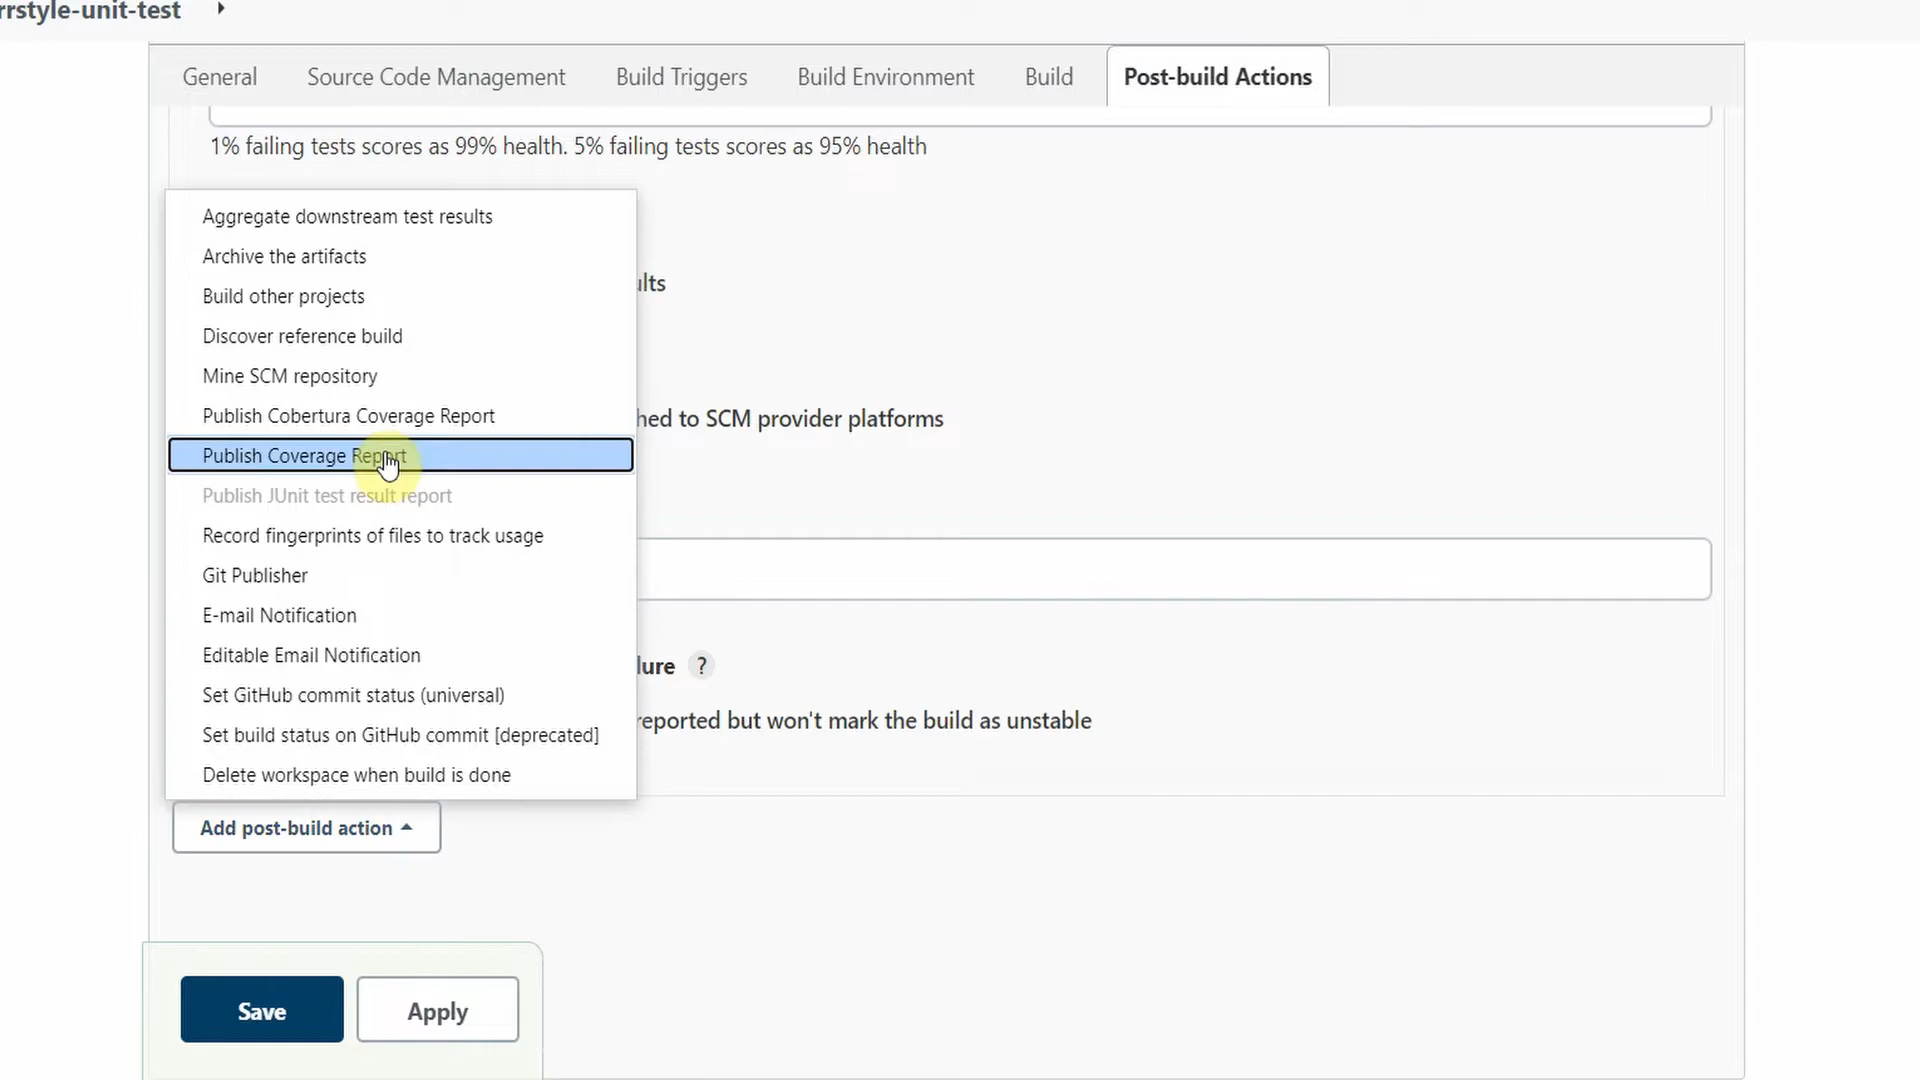 rrstyle-unit-test
General Source Code Management Build Triggers Build Environment Build Post-build Actions
1% failing tests scores as 99% health. 5% failing tests scores as 95% health
Aggregate downstream test results
Archive the artifacts
ults
Build other projects
Discover reference build
Mine SCM repository
Publish Cobertura Coverage Report
hed to SCM provider platforms
Publish Coverage Report
Publish JUnit test result report
Record fingerprints of files to track usage
Git Publisher
E-mail Notification
Editable Email Notification
lure ?
Set GitHub commit status (universal)
reported but won't mark the build as unstable
Set build status on GitHub commit [deprecated]
Delete workspace when build is done
Add post-build action
Save Apply